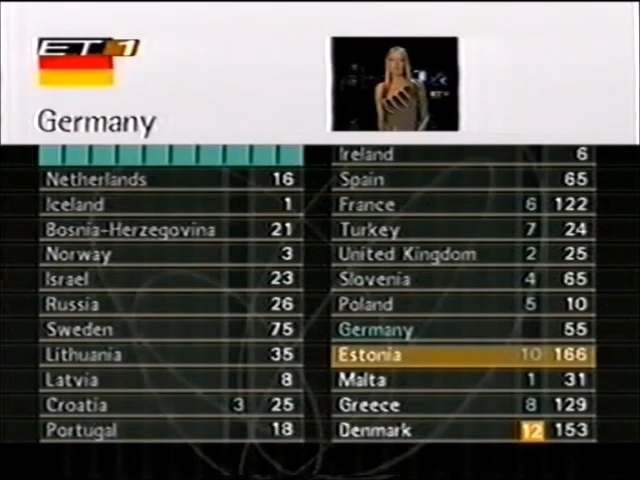 ET 1
Germany
Ireland 6
Netherlands 16
Spain 65
Iceland 1
France 6 122
Bosnia-Herzegovina 21
Turkey 7 24
Norway 3
United Kingdom 2 25
Israel 23
Slovenia 4 65
Russia 26
Poland 5 10
Sweden 75
Germany 55
Lithuania 35
Estonia 10 166
Latvia 8
Malta 1 31
Croatia 3 25
Greece 8 129
Portugal 18
Denmark 12 153